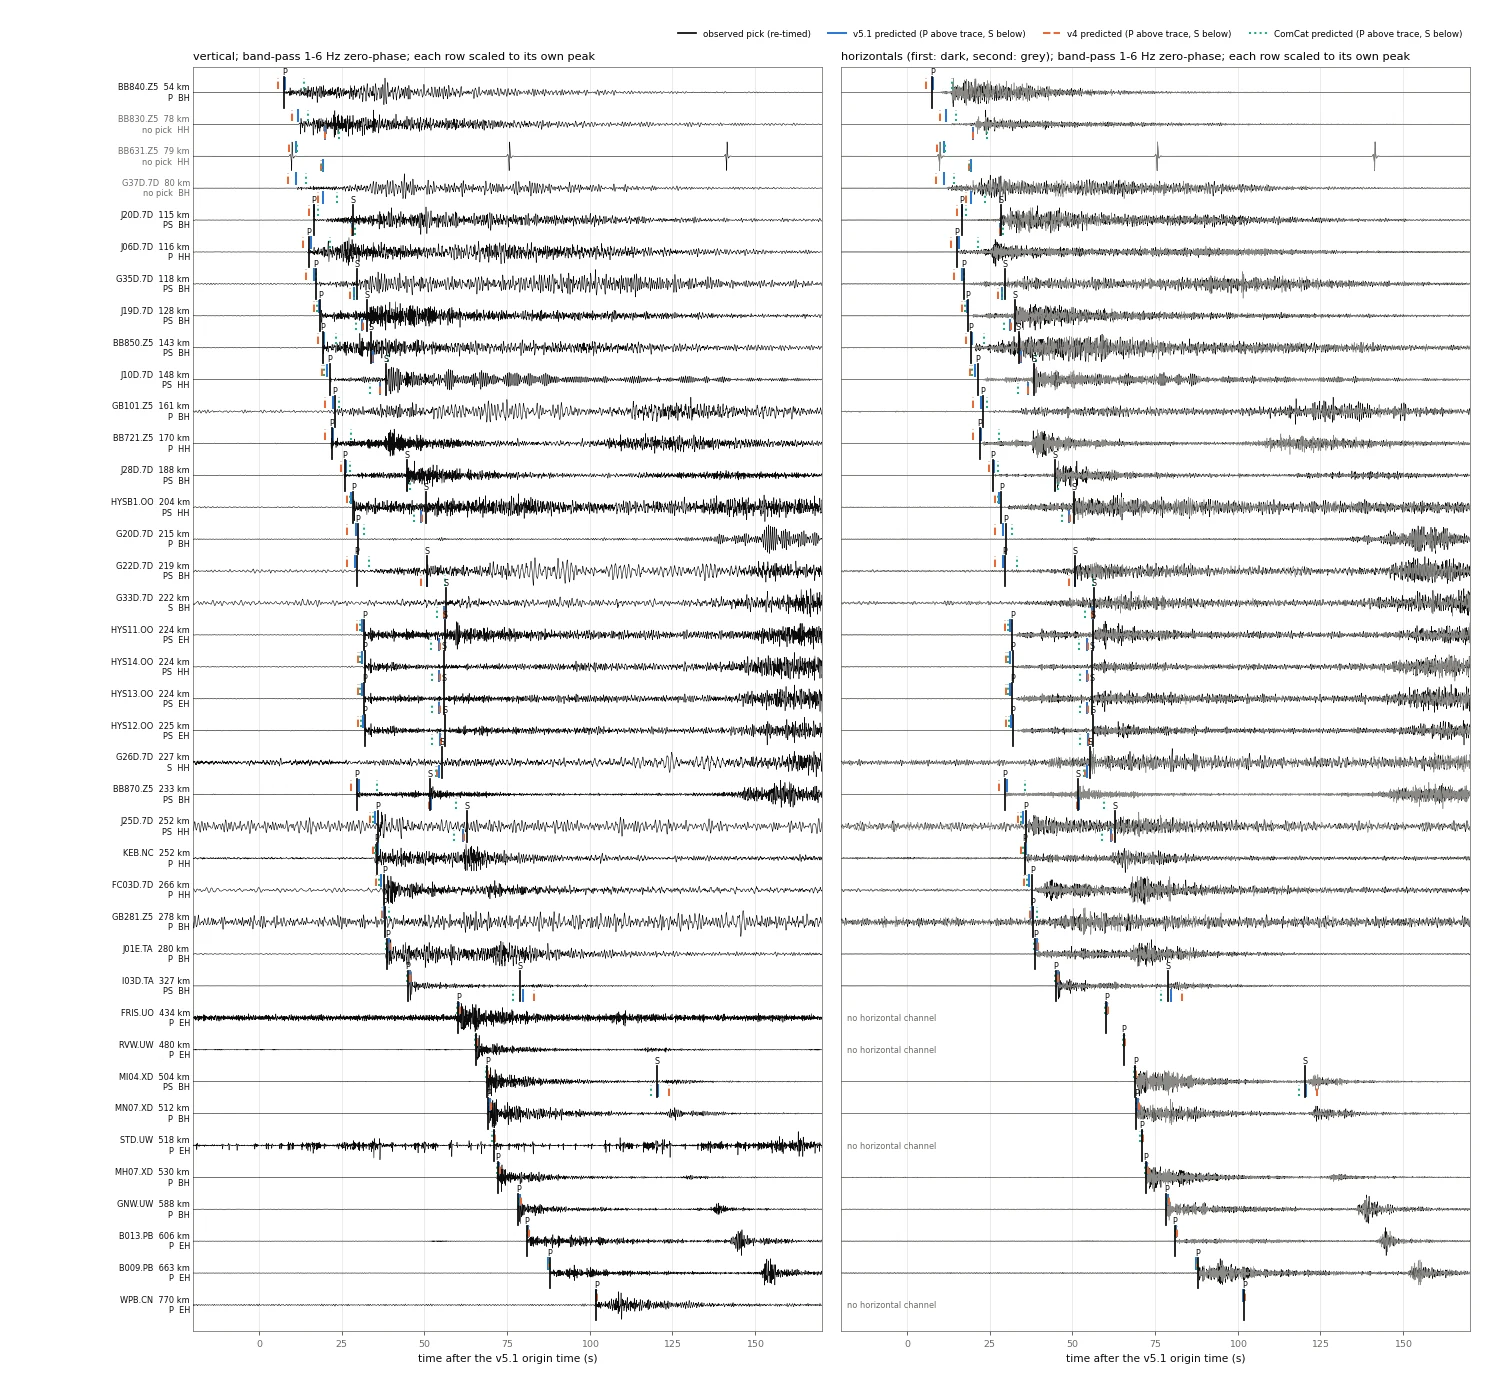 observed pick (re-timed)
v5.1 predicted (P above trace, S below)
v4 predicted (P above trace, S below)
ComCat predicted (P above trace, S below)
vertical; band-pass 1-6 Hz zero-phase; each row scaled to its own peak
horizontals (first: dark, second: grey); band-pass 1-6 Hz zero-phase; each row scaled to its own peak
BB840.Z5 54 km
P BH
BB830.Z5 78 km
no pick HH
BB631.Z5 79 km
no pick HH
G37D.7D 80 km
no pick BH
J20D.7D 115 km
PS BH
J06D.7D 116 km
P HH
G35D.7D 118 km
PS BH
J19D.7D 128 km
PS BH
BB850.Z5 143 km
PS BH
J10D.7D 148 km
PS HH
GB101.Z5 161 km
P BH
BB721.Z5 170 km
P HH
J28D.7D 188 km
PS BH
HYSB1.OO 204 km
PS HH
G20D.7D 215 km
P BH
G22D.7D 219 km
PS BH
G33D.7D 222 km
S BH
HYS11.OO 224 km
PS EH
HYS14.OO 224 km
PS HH
HYS13.OO 224 km
PS EH
HYS12.OO 225 km
PS EH
G26D.7D 227 km
S HH
BB870.Z5 233 km
PS BH
J25D.7D 252 km
PS HH
KEB.NC 252 km
P HH
FC03D.7D 266 km
P HH
GB281.Z5 278 km
P BH
J01E.TA 280 km
P BH
I03D.TA 327 km
PS BH
FRIS.UO 434 km
P EH
no horizontal channel
RVW.UW 480 km
P EH
no horizontal channel
MI04.XD 504 km
PS BH
MN07.XD 512 km
P BH
STD.UW 518 km
P EH
no horizontal channel
MH07.XD 530 km
P BH
GNW.UW 588 km
P BH
B013.PB 606 km
P EH
B009.PB 663 km
P EH
WPB.CN 770 km
P EH
no horizontal channel
0 25 50 75 100 125 150
0 25 50 75 100 125 150
time after the v5.1 origin time (s)
time after the v5.1 origin time (s)